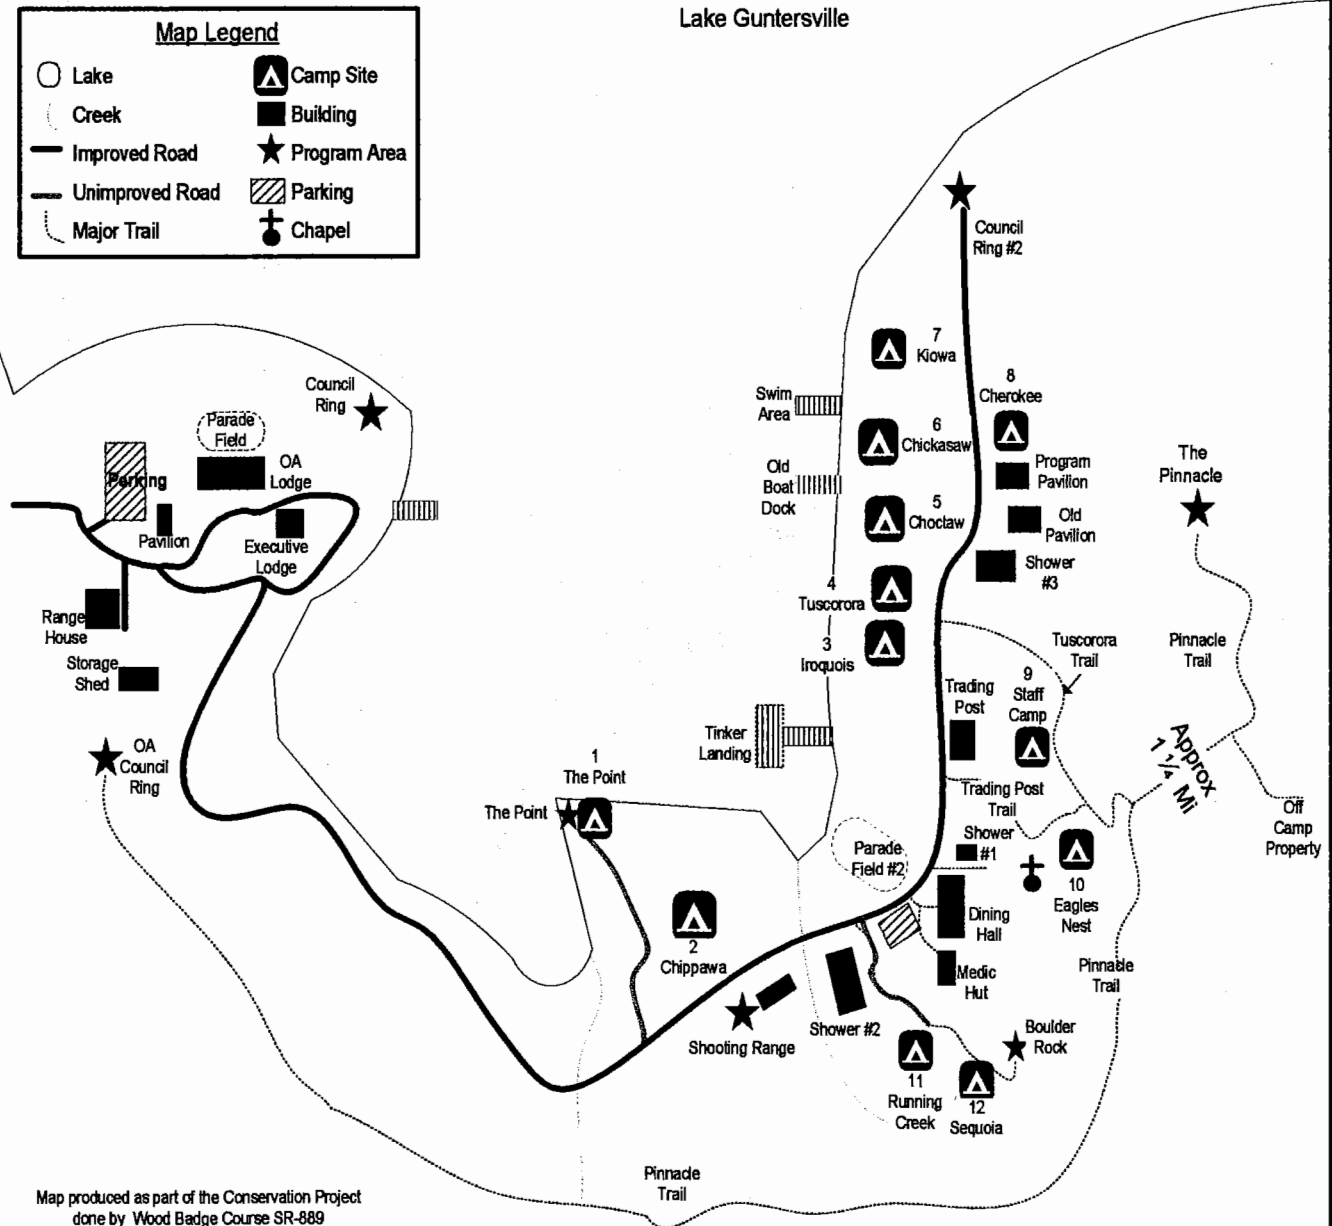 Lake Guntersville
Map Legend
Lake
Camp Site
Creek
Building
Improved Road
Program Area
Unimproved Road
Parking
Major Trail
Chapel
Council
Ring #2
7
Kiowa
Council
Ring
Swim
Area
8
Cherokee
Parade
Field
6
Chickasaw
OA
Lodge
Parking
Old
Boat
Dock
Program
Pavilion
The
Pinnacle
5
Choctaw
Old
Pavilion
Pavilion
Executive
Lodge
Shower
#3
4
Tuscorora
Range
House
3
Iroquois
Tuscorora
Trail
Pinnacle
Trail
Storage
Shed
9
Staff
Camp
Trading
Post
Tinker
Landing
OA
Council
Ring
1
The Point
The Point
Approx
1 1/4 Mi
Trading Post
Trail
Off
Camp
Property
Shower
#1
Parade
Field #2
10
Eagles
Nest
Dining
Hall
2
Chippawa
Medic
Hut
Pinnacle
Trail
Shower #2
Shooting Range
Boulder
Rock
11
Running
Creek
12
Sequoia
Pinnacle
Trail
Map produced as part of the Conservation Project
done by Wood Badge Course SR-889